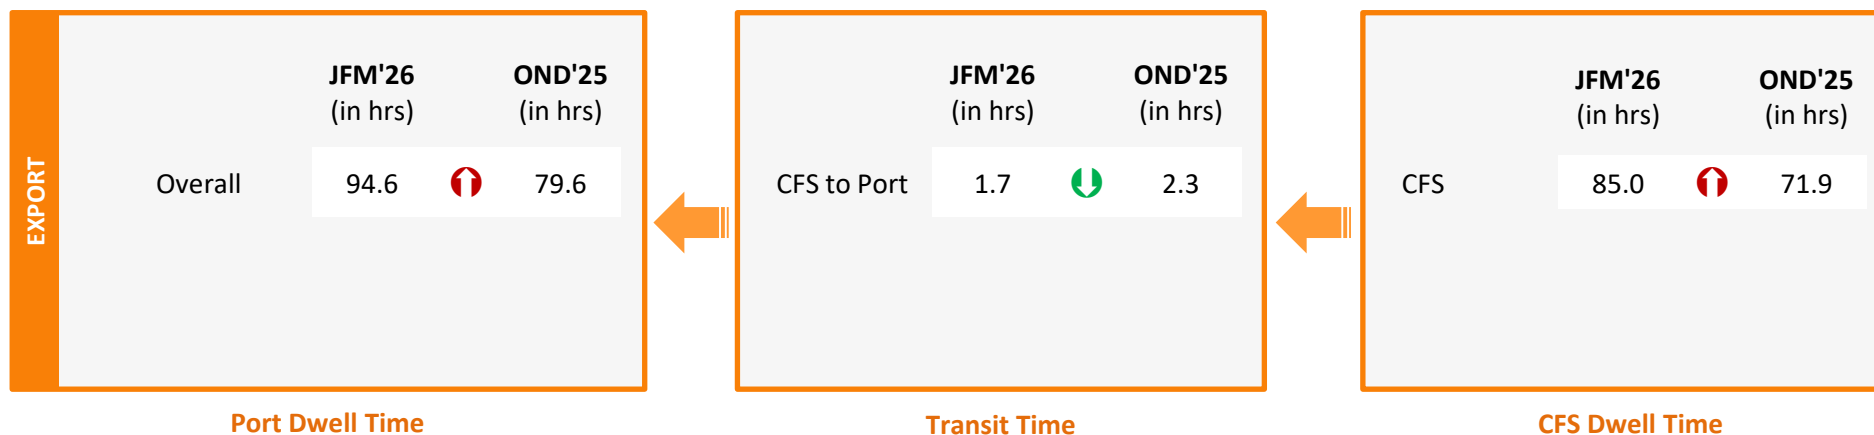 EXPORT
JFM'26 OND'25
(in hrs) (in hrs)
Overall 94.6 79.6
Port Dwell Time
JFM'26 OND'25
(in hrs) (in hrs)
CFS to Port 1.7 2.3
Transit Time
JFM'26 OND'25
(in hrs) (in hrs)
CFS 85.0 71.9
CFS Dwell Time